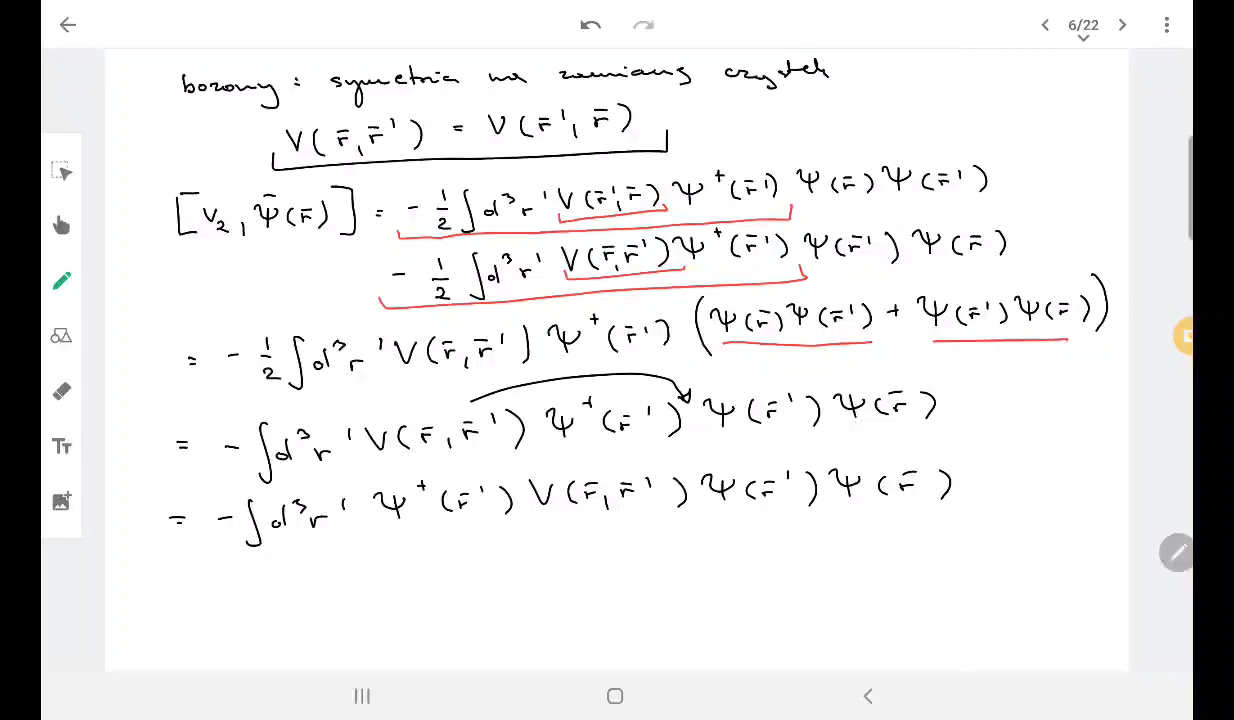 6/22
bozony : symetria na zamianę cząstek
V(r̄, r̄') = V(r̄', r̄)
[V₂, Ψ̄(r̄)] = - 1/2 ∫d³r' V(r̄', r̄) Ψ⁺(r̄') Ψ(r̄) Ψ(r̄')
- 1/2 ∫d³r' V(r̄, r̄') Ψ⁺(r̄') Ψ(r̄') Ψ(r̄)
= - 1/2 ∫d³r' V(r̄, r̄') Ψ⁺(r̄') (Ψ(r̄)Ψ(r̄') + Ψ(r̄')Ψ(r̄))
= - ∫d³r' V(r̄, r̄') Ψ⁺(r̄') Ψ(r̄') Ψ(r̄)
= - ∫d³r' Ψ⁺(r̄') V(r̄, r̄') Ψ(r̄') Ψ(r̄)
Tт